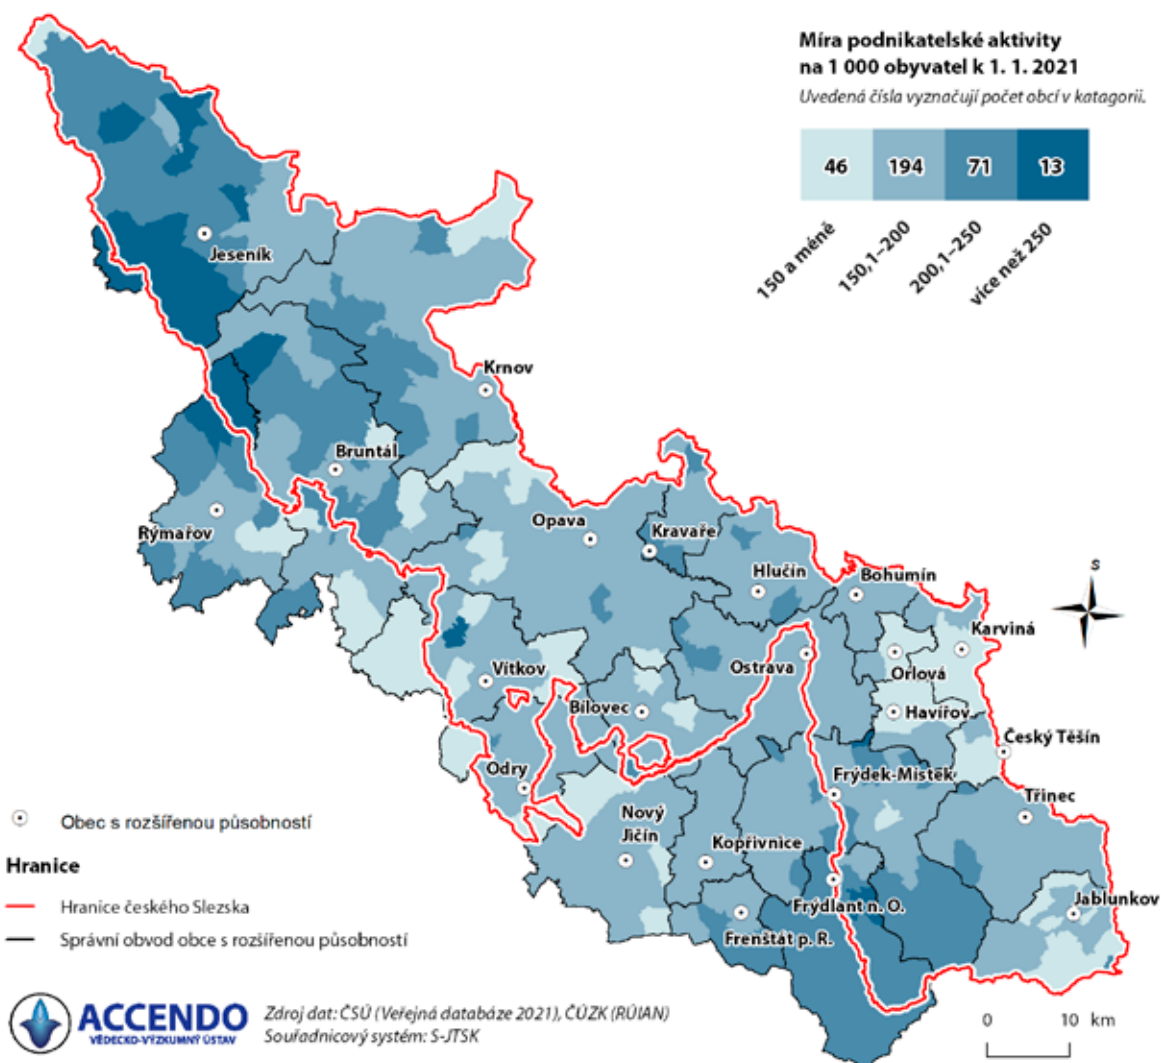 Míra podnikatelské aktivity
na 1 000 obyvatel k 1. 1. 2021
Uvedená čísla vyznačují počet obcí v katagorii.
46
194
71
13
150 a méně
150,1–200
200,1–250
více než 250
Jeseník
Krnov
Bruntál
Rýmařov
Opava
Kravaře
Hlučín
Bohumín
S
Karviná
Orlová
Ostrava
Vítkov
Bílovec
Havířov
Český Těšín
Odry
Frýdek-Místek
Třinec
Nový
Jičín
Kopřivnice
Frýdlant n. O.
Jablunkov
Frenštát p. R.
Obec s rozšířenou působností
Hranice
Hranice českého Slezska
Správní obvod obce s rozšířenou působností
ACCENDO
VĚDECKO-VÝZKUMNÝ ÚSTAV
Zdroj dat: ČSÚ (Veřejná databáze 2021), ČÚZK (RÚIAN)
Souřadnicový systém: S-JTSK
0 10 km